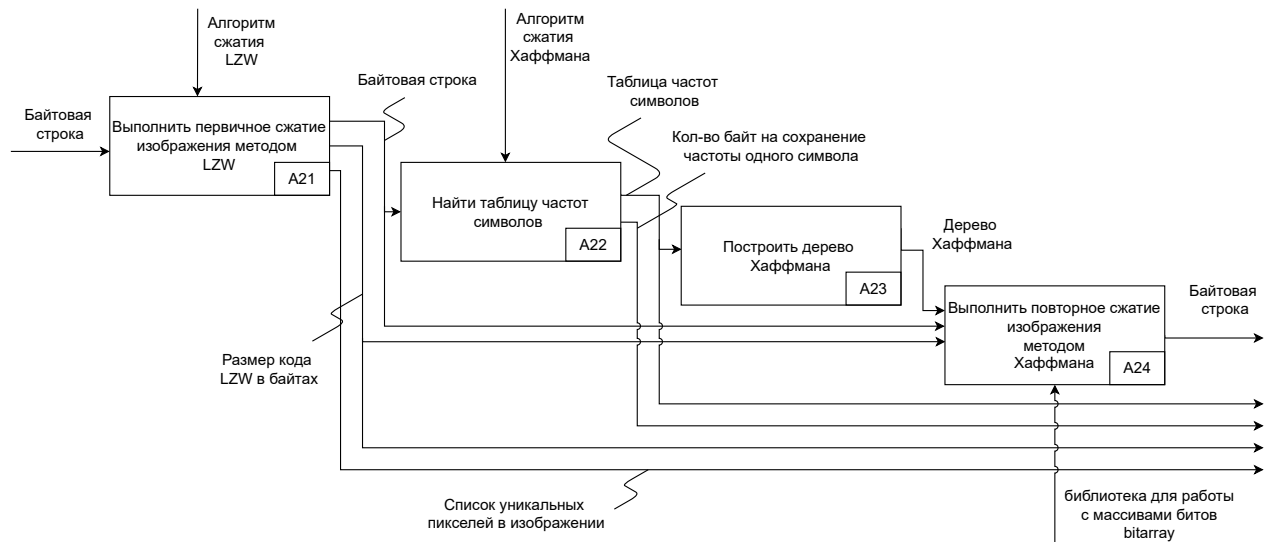 Алгоритм
сжатия
LZW
Алгоритм
сжатия
Хаффмана
Байтовая строка
Таблица частот
символов
Байтовая
строка
Выполнить первичное сжатие
изображения методом
LZW
A21
Кол-во байт на сохранение
частоты одного символа
Найти таблицу частот
символов
A22
Построить дерево
Хаффмана
A23
Дерево
Хаффмана
Выполнить повторное сжатие
изображения
методом
Хаффмана
A24
Байтовая
строка
Размер кода
LZW в байтах
Список уникальных
пикселей в изображении
библиотека для работы
с массивами битов
bitarray